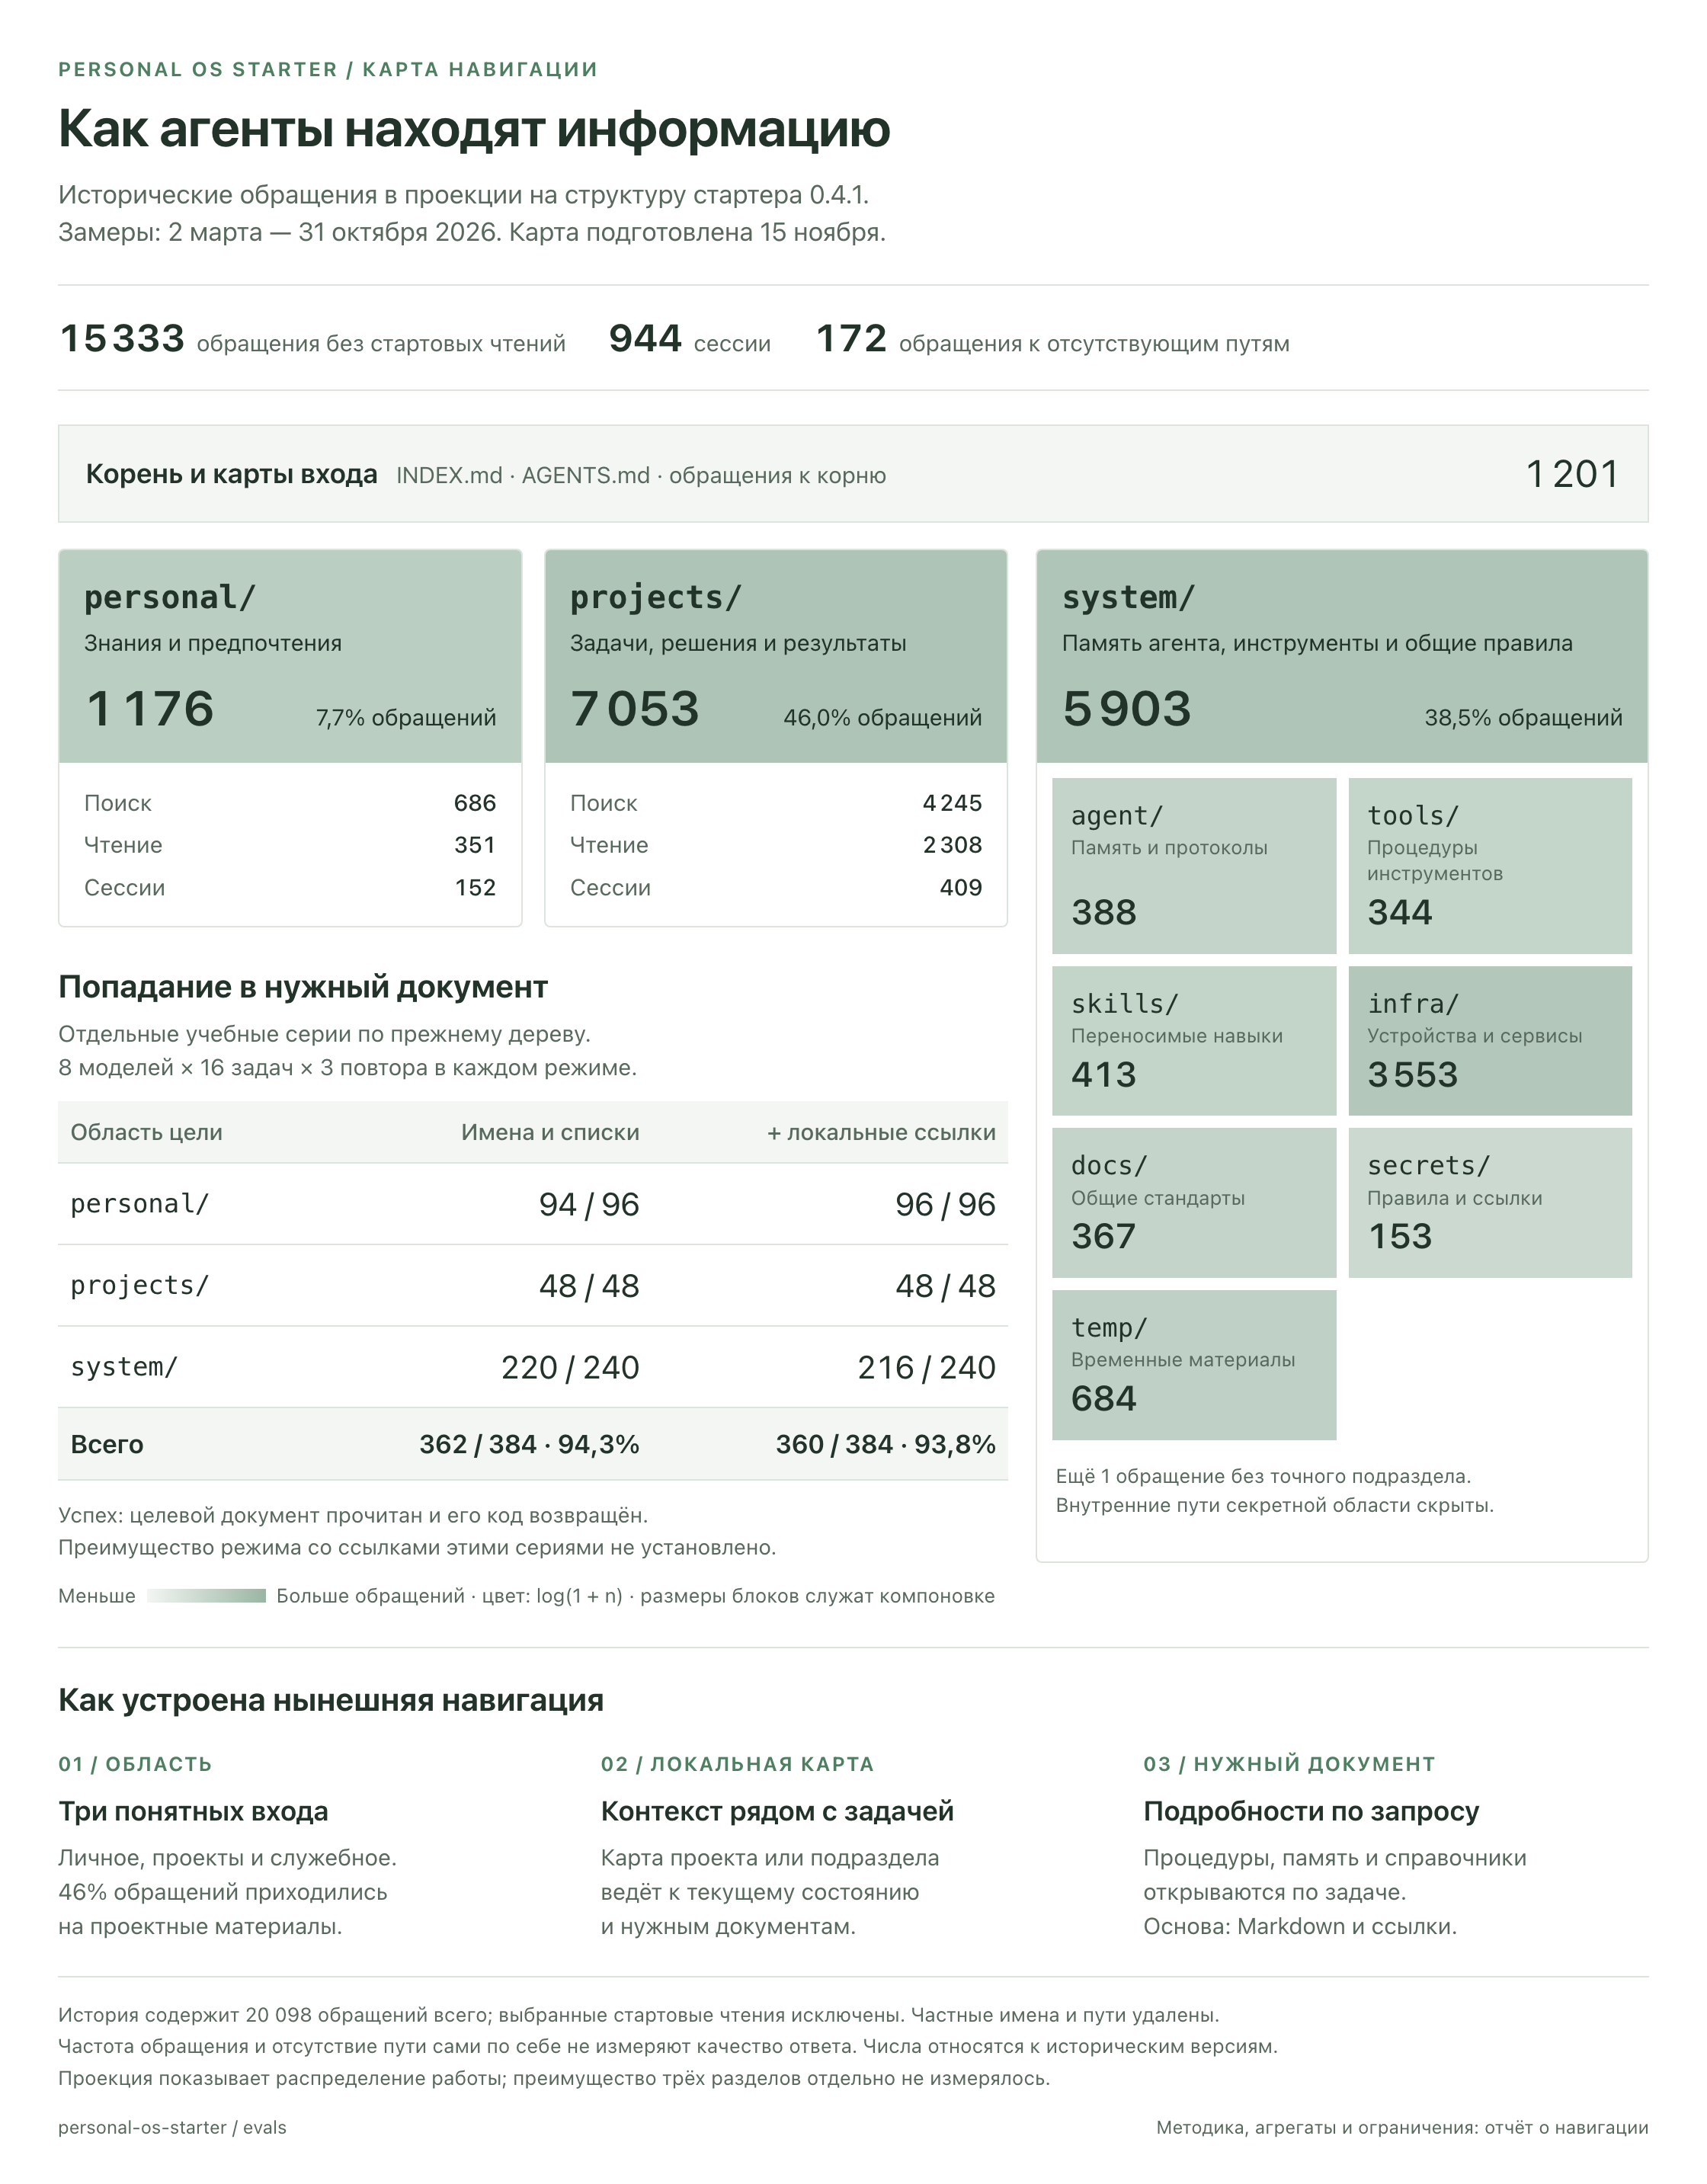 PERSONAL OS STARTER / КАРТА НАВИГАЦИИ
Как агенты находят информацию
Исторические обращения в проекции на структуру стартера 0.4.1.
Замеры: 2 марта — 31 октября 2026. Карта подготовлена 15 ноября.
15 333 обращения без стартовых чтений 944 сессии 172 обращения к отсутствующим путям
Корень и карты входа INDEX.md · AGENTS.md · обращения к корню 1 201
personal/
Знания и предпочтения
1 176 7,7% обращений
Поиск 686
Чтение 351
Сессии 152
projects/
Задачи, решения и результаты
7 053 46,0% обращений
Поиск 4 245
Чтение 2 308
Сессии 409
system/
Память агента, инструменты и общие правила
5 903 38,5% обращений
agent/
Память и протоколы
388
tools/
Процедуры
инструментов
344
skills/
Переносимые навыки
413
infra/
Устройства и сервисы
3 553
docs/
Общие стандарты
367
secrets/
Правила и ссылки
153
temp/
Временные материалы
684
Ещё 1 обращение без точного подраздела.
Внутренние пути секретной области скрыты.
Попадание в нужный документ
Отдельные учебные серии по прежнему дереву.
8 моделей × 16 задач × 3 повтора в каждом режиме.
Область цели Имена и списки + локальные ссылки
personal/ 94 / 96 96 / 96
projects/ 48 / 48 48 / 48
system/ 220 / 240 216 / 240
Всего 362 / 384 · 94,3% 360 / 384 · 93,8%
Успех: целевой документ прочитан и его код возвращён.
Преимущество режима со ссылками этими сериями не установлено.
Меньше Больше обращений · цвет: log(1 + n) · размеры блоков служат компоновке
Как устроена нынешняя навигация
01 / ОБЛАСТЬ
Три понятных входа
Личное, проекты и служебное.
46% обращений приходились
на проектные материалы.
02 / ЛОКАЛЬНАЯ КАРТА
Контекст рядом с задачей
Карта проекта или подраздела
ведёт к текущему состоянию
и нужным документам.
03 / НУЖНЫЙ ДОКУМЕНТ
Подробности по запросу
Процедуры, память и справочники
открываются по задаче.
Основа: Markdown и ссылки.
История содержит 20 098 обращений всего; выбранные стартовые чтения исключены. Частные имена и пути удалены.
Частота обращения и отсутствие пути сами по себе не измеряют качество ответа. Числа относятся к историческим версиям.
Проекция показывает распределение работы; преимущество трёх разделов отдельно не измерялось.
personal-os-starter / evals Методика, агрегаты и ограничения: отчёт о навигации